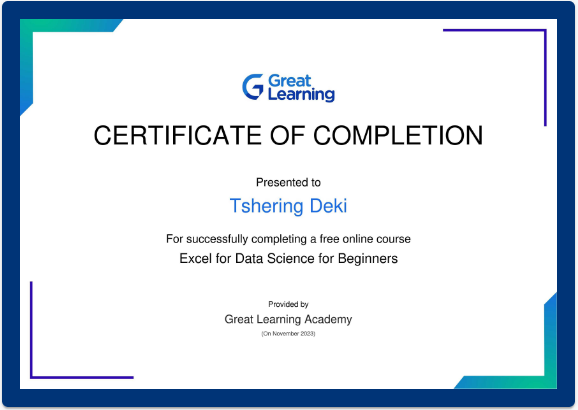 Great
Learning
CERTIFICATE OF COMPLETION
Presented to
Tshering Deki
For successfully completing a free online course
Excel for Data Science for Beginners
Provided by
Great Learning Academy
(On November 2023)